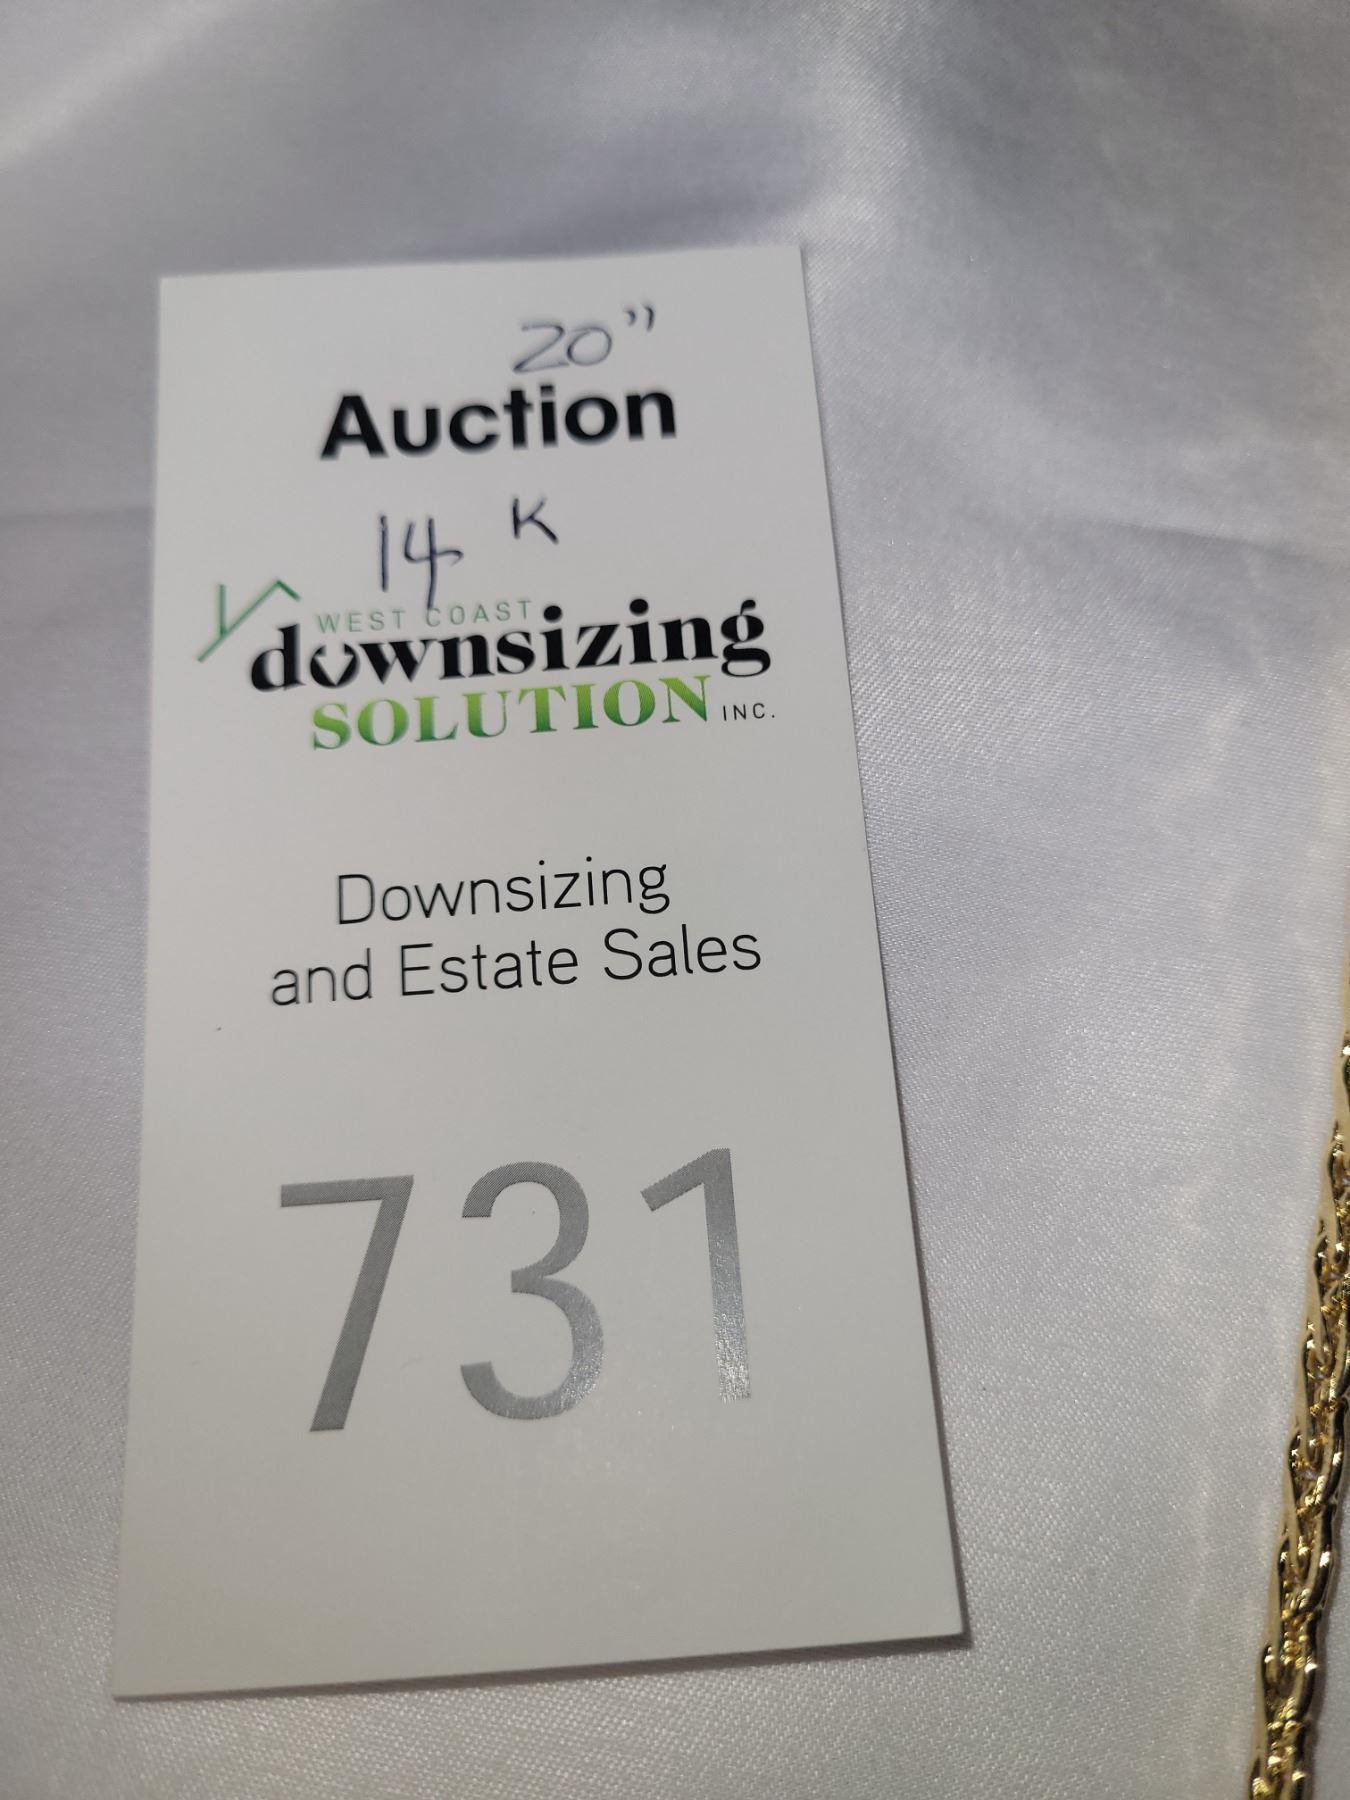 20"
Auction
14 K
WEST COAST
downsizing
SOLUTION INC.
Downsizing
and Estate Sales
731